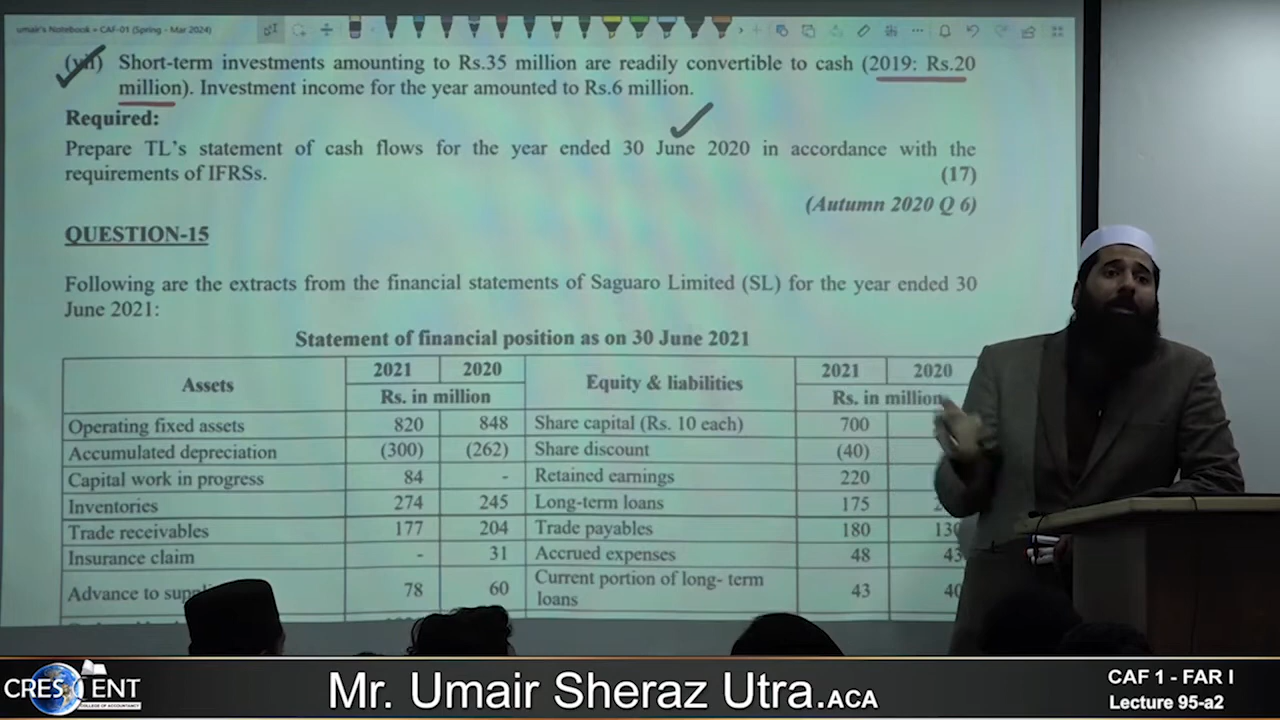 umair's Notebook » CAF-01 (Spring - Mar 2024)
(vii) Short-term investments amounting to Rs.35 million are readily convertible to cash (2019: Rs.20
million). Investment income for the year amounted to Rs.6 million.
Required:
Prepare TL's statement of cash flows for the year ended 30 June 2020 in accordance with the
requirements of IFRSs. (17)
(Autumn 2020 Q 6)
QUESTION-15
Following are the extracts from the financial statements of Saguaro Limited (SL) for the year ended 30
June 2021:
Statement of financial position as on 30 June 2021
Assets 2021 2020 Equity & liabilities 2021 2020
Rs. in million Rs. in million
Operating fixed assets 820 848 Share capital (Rs. 10 each) 700
Accumulated depreciation (300) (262) Share discount (40)
Capital work in progress 84 - Retained earnings 220
Inventories 274 245 Long-term loans 175
Trade receivables 177 204 Trade payables 180 130
Insurance claim - 31 Accrued expenses 48 43
Advance to 78 60 Current portion of long- term
loans 43 40
CRESCENT
COLLEGE OF ACCOUNTANCY
Mr. Umair Sheraz Utra.ACA
CAF 1 - FAR I
Lecture 95-a2